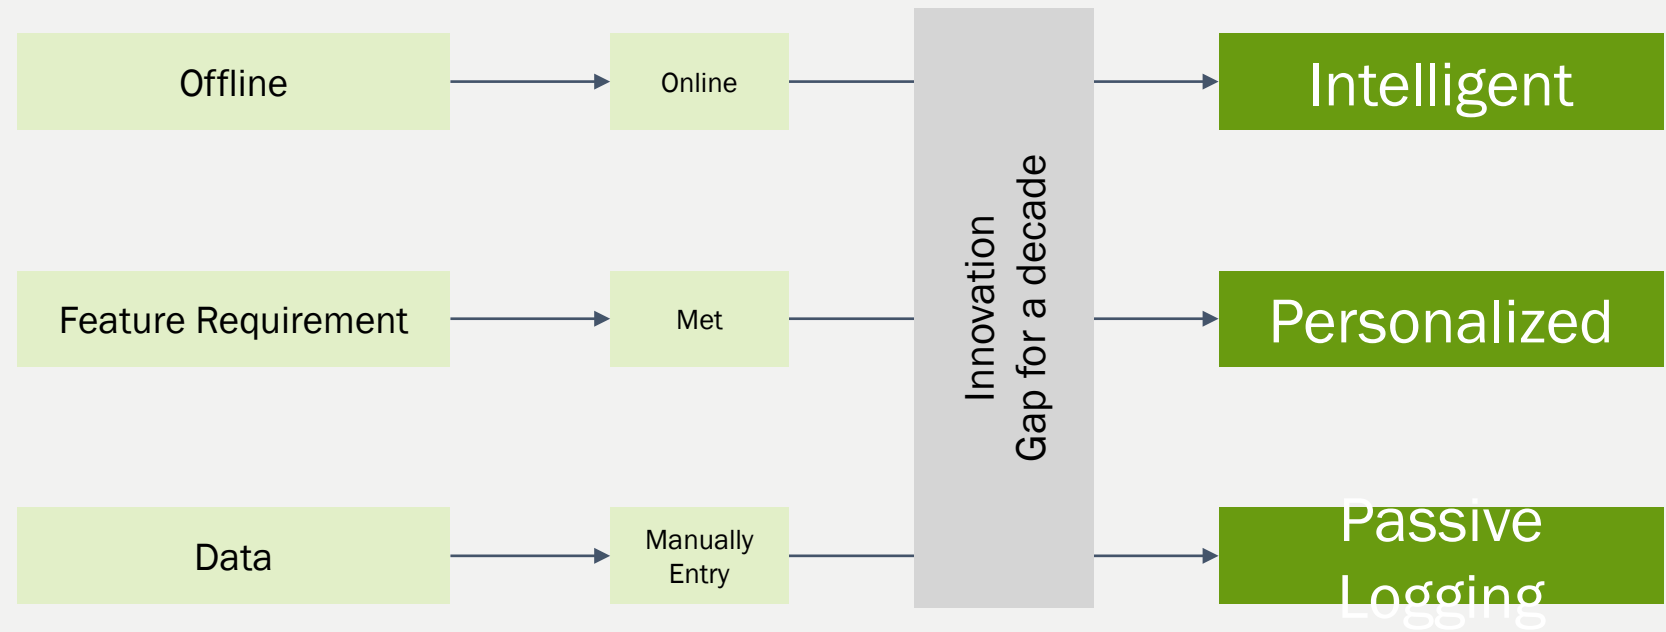 Offline
Online
Intelligent
Feature Requirement
Met
Innovation
Gap for a decade
Personalized
Data
Manually
Entry
Passive
Logging